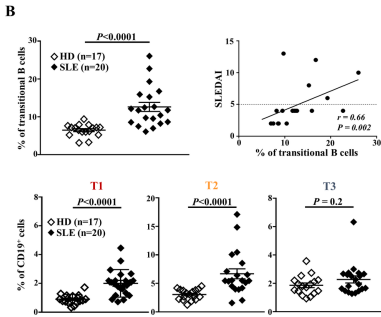 B
P<0.0001
HD (n=17)
SLE (n=20)
% of transitional B cells
30
20
10
0
SLEDAI
15
10
5
0
0
10
20
30
r = 0.66
P = 0.002
% of transitional B cells
T1
T2
T3
P<0.0001
P<0.0001
P = 0.2
HD (n=17)
SLE (n=20)
% of CD19⁺ cells
6
4
2
0
20
15
10
5
0
8
6
4
2
0